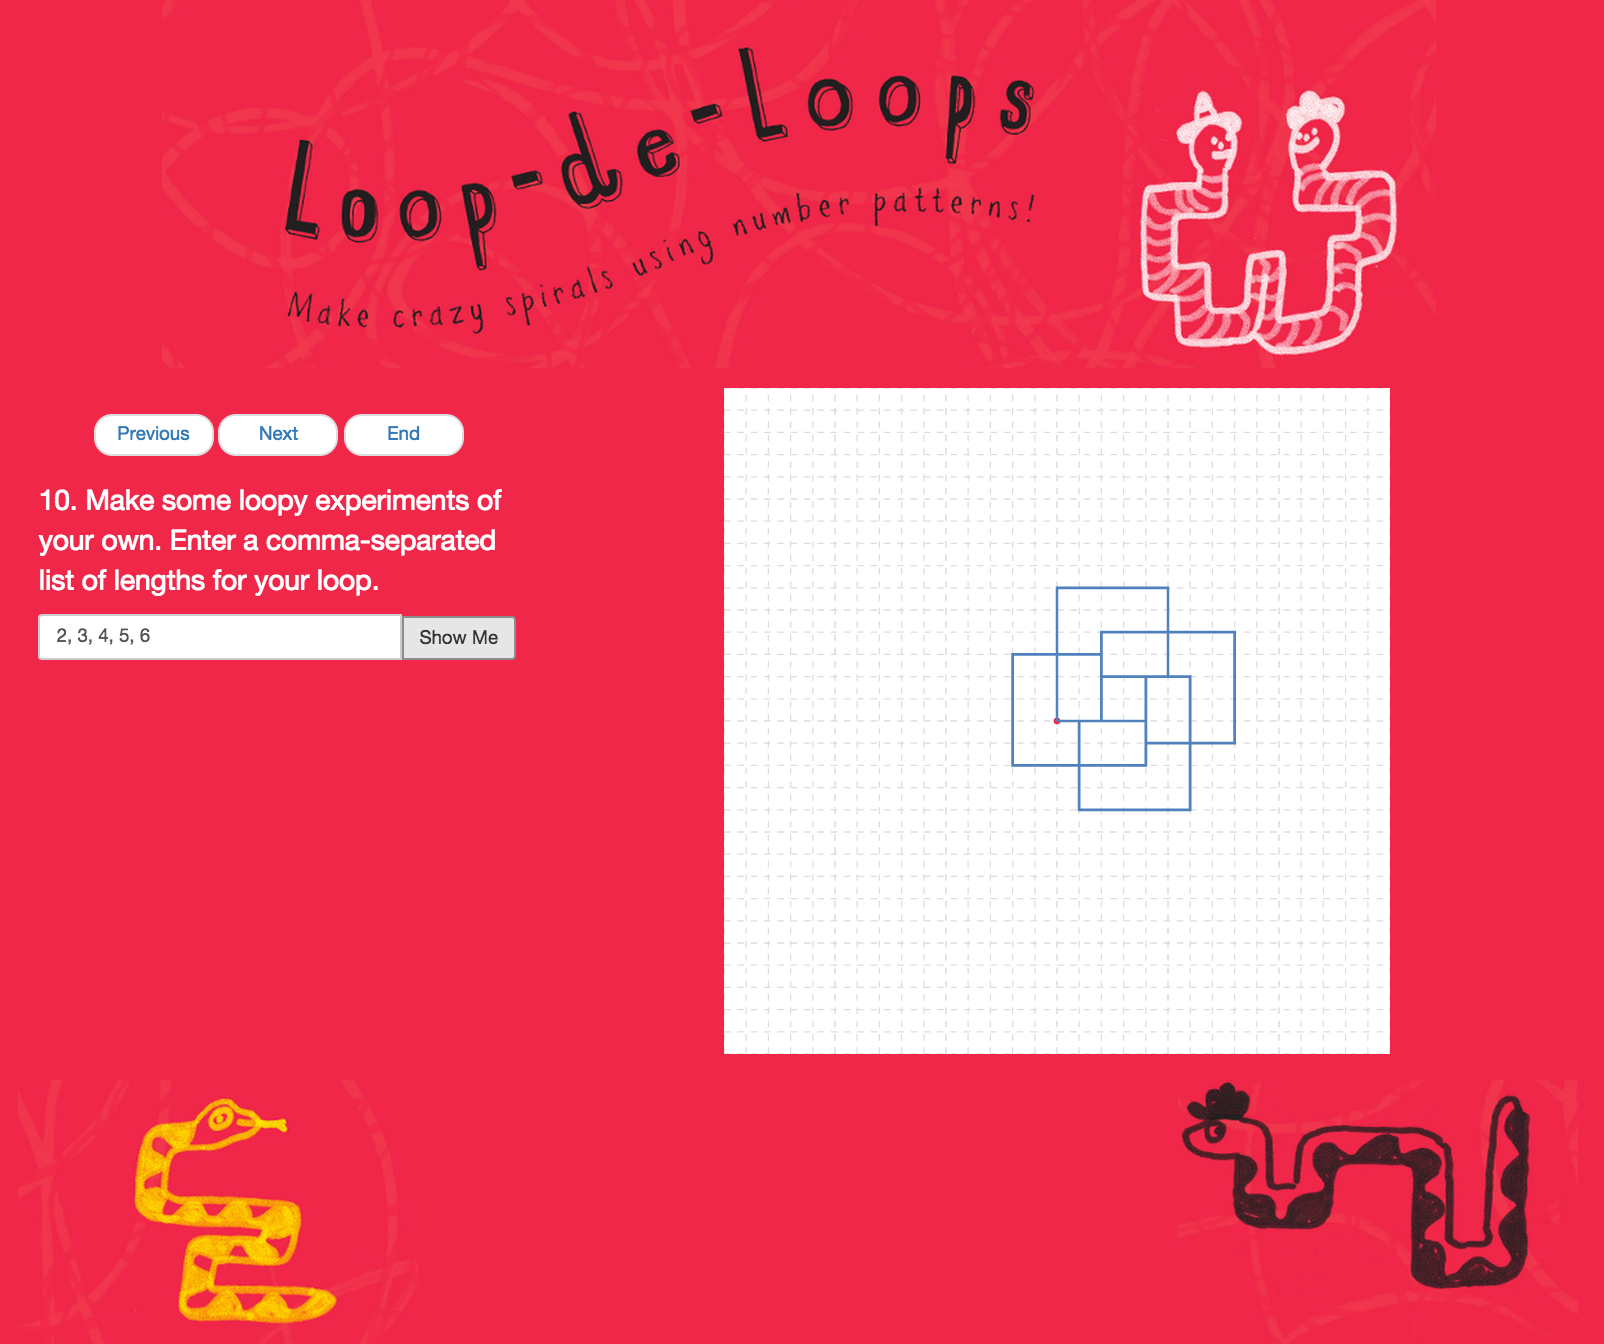 Loop-de-Loops
Make crazy spirals using number patterns!
Previous
Next
End
10. Make some loopy experiments of
your own. Enter a comma-separated
list of lengths for your loop.
2, 3, 4, 5, 6
Show Me